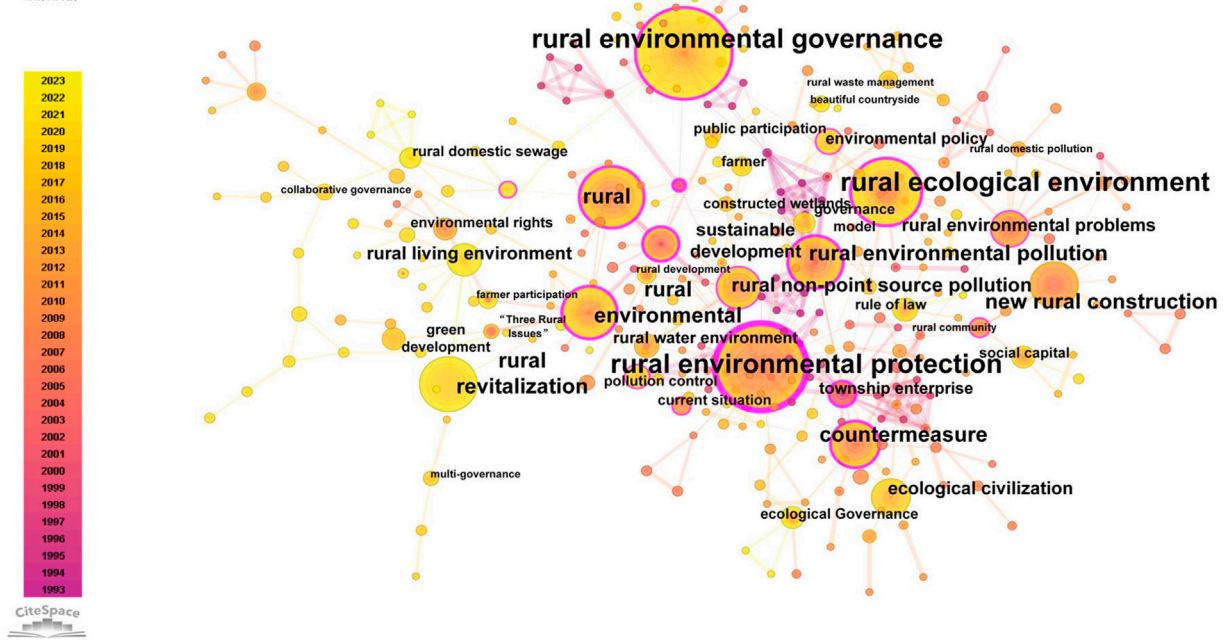 rural environmental governance
2023
2022
2021
2020
2019
2018
2017
2016
2015
2014
2013
2012
2011
2010
2009
2008
2007
2006
2005
2004
2003
2002
2001
2000
1999
1998
1997
1996
1995
1994
1993
CiteSpace
rural waste management
beautiful countryside
public participation
environmental policy
rural domestic pollution
rural domestic sewage
farmer
collaborative governance
rural
rural ecological environment
constructed wetlands
governance
model
environmental rights
sustainable
development
rural environmental problems
rural living environment
rural environmental pollution
rural development
rural
rural non-point source pollution
farmer participation
new rural construction
rule of law
environmental
"Three Rural
Issues"
rural community
green
development
rural water environment
social capital
rural
revitalization
rural environmental protection
pollution control
township enterprise
current situation
countermeasure
multi-governance
ecological civilization
ecological Governance